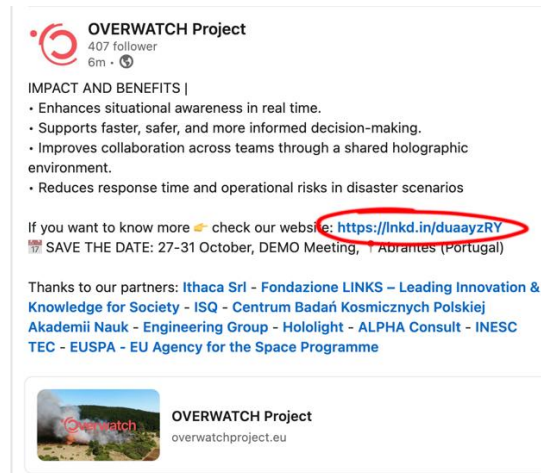 OVERWATCH Project
407 follower
6m •
IMPACT AND BENEFITS |
• Enhances situational awareness in real time.
• Supports faster, safer, and more informed decision-making.
• Improves collaboration across teams through a shared holographic
environment.
• Reduces response time and operational risks in disaster scenarios
If you want to know more 👉 check our website: https://lnkd.in/duaayzRY
📅 SAVE THE DATE: 27-31 October, DEMO Meeting, 📍Abrantes (Portugal)
Thanks to our partners: Ithaca Srl - Fondazione LINKS – Leading Innovation &
Knowledge for Society - ISQ - Centrum Badań Kosmicznych Polskiej
Akademii Nauk - Engineering Group - Hololight - ALPHA Consult - INESC
TEC - EUSPA - EU Agency for the Space Programme
Overwatch
OVERWATCH Project
overwatchproject.eu